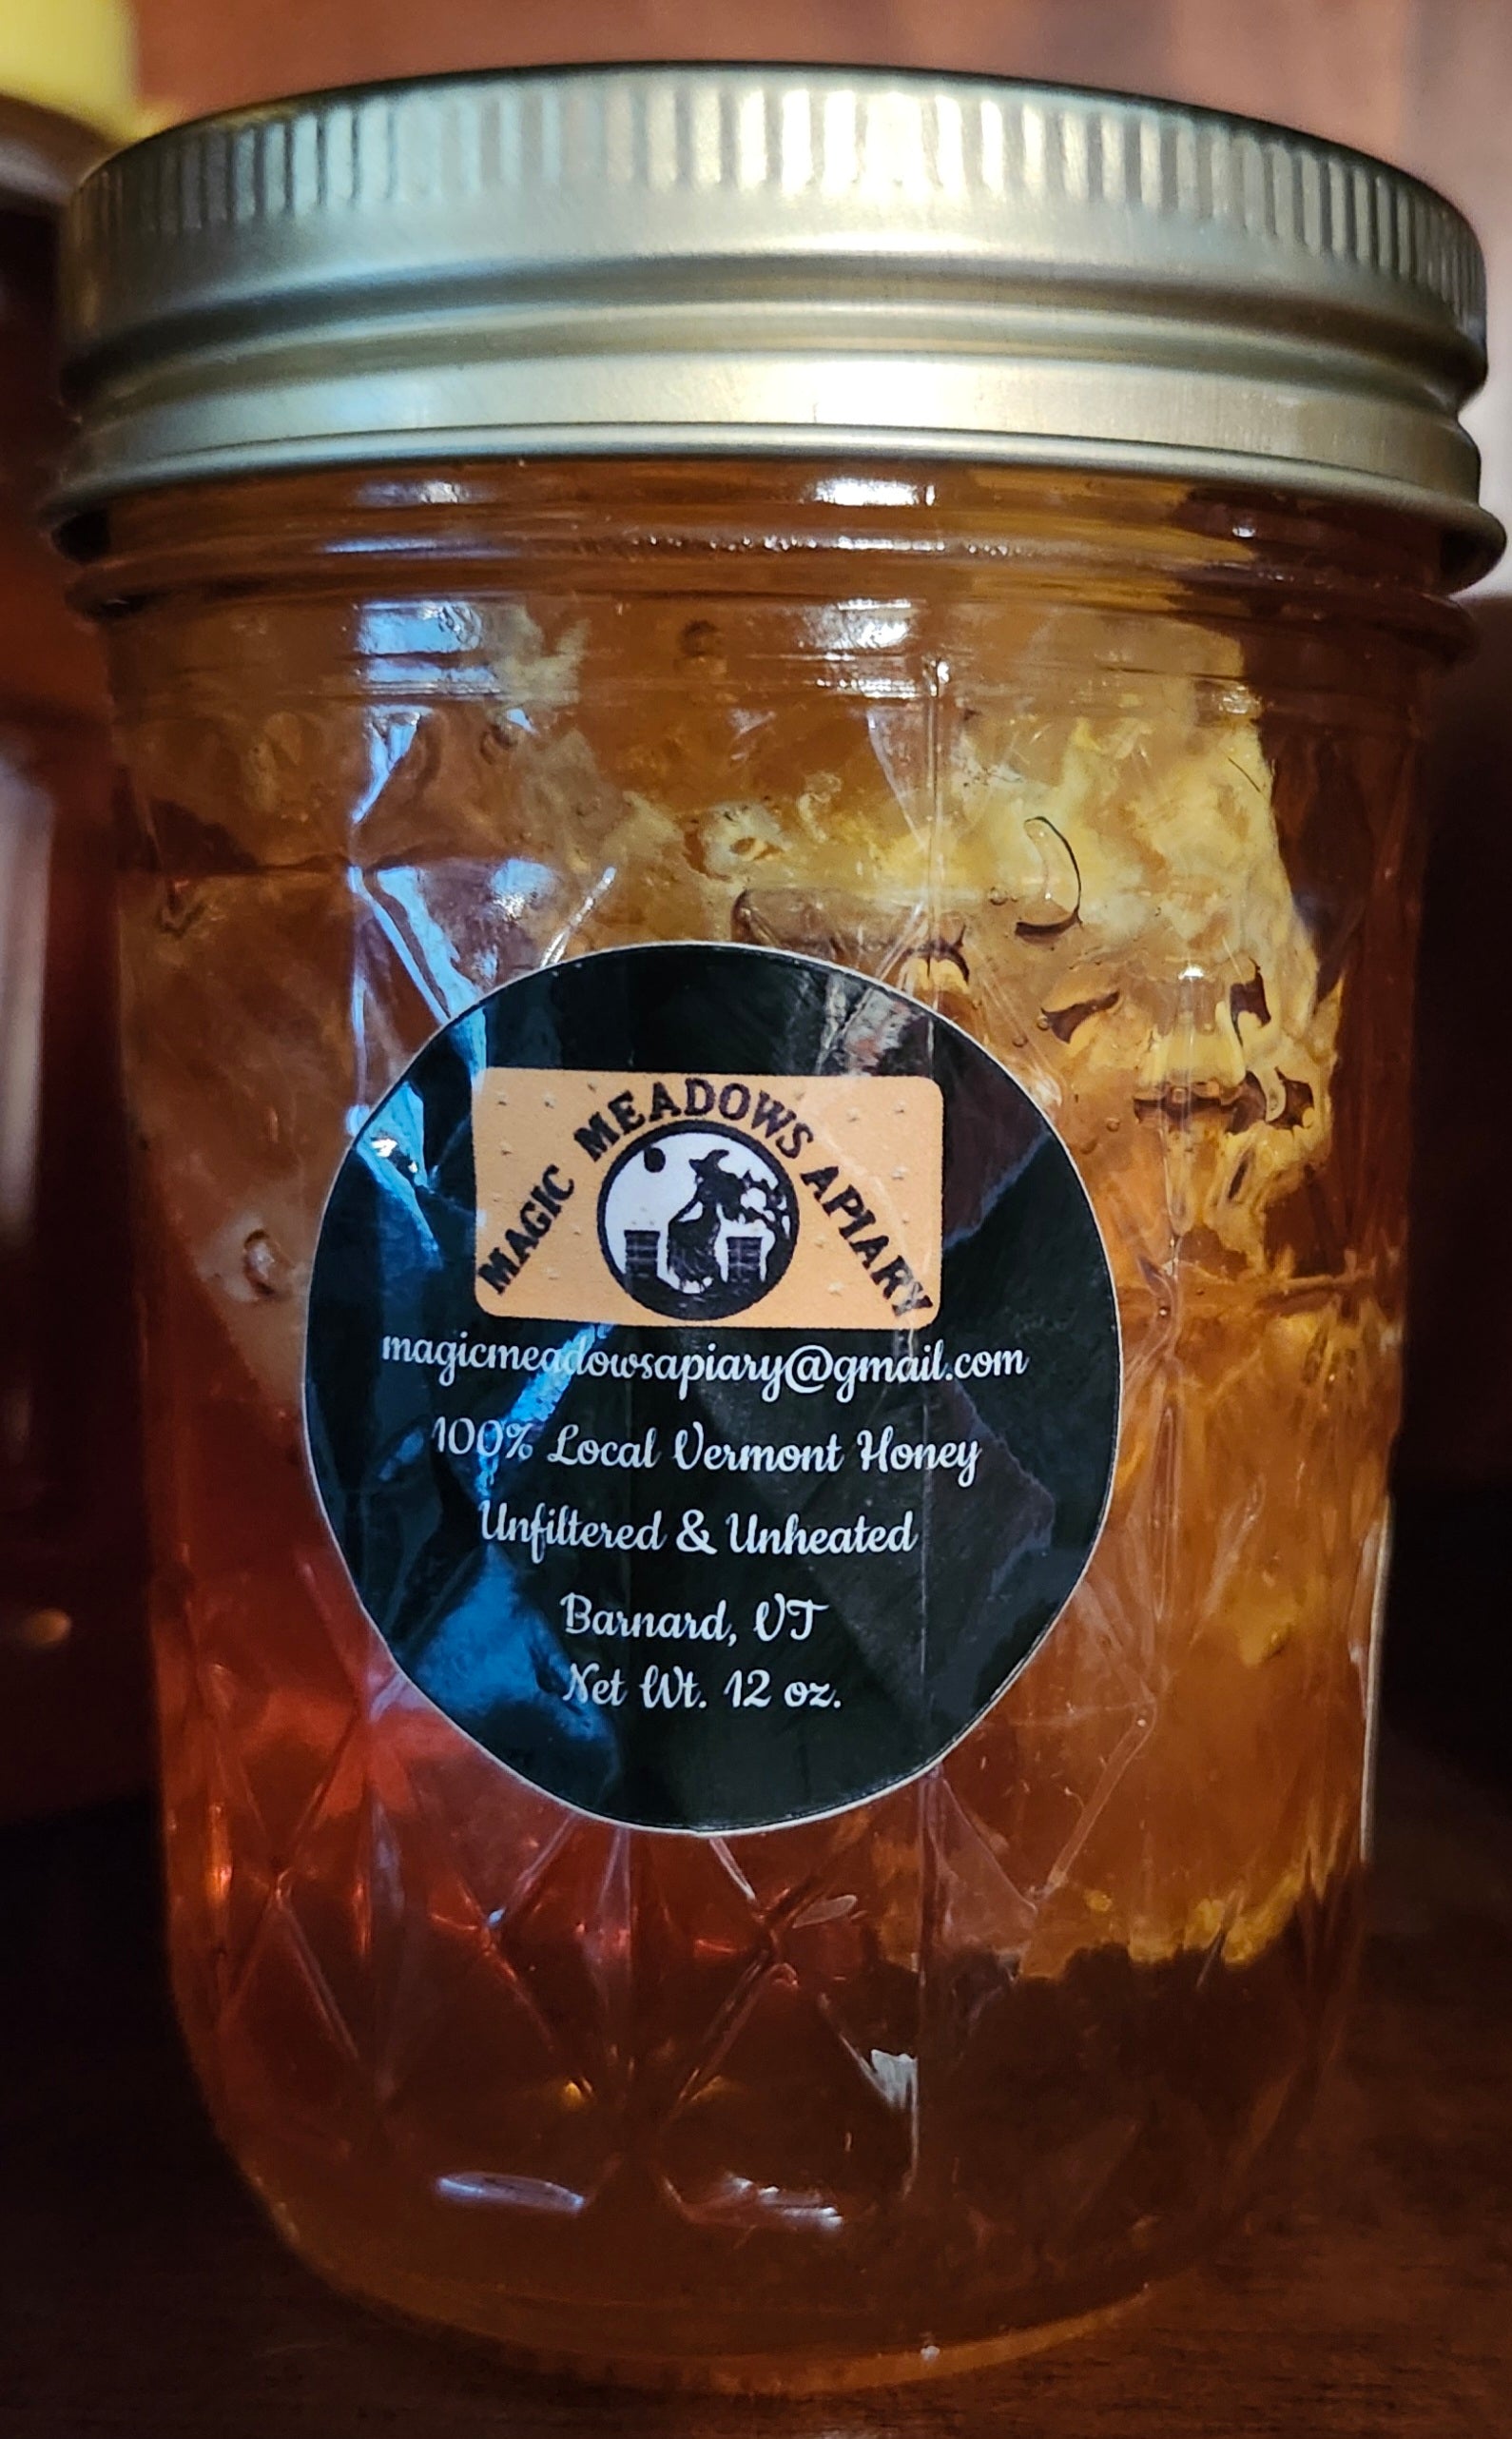 MAGIC MEADOWS APIARY
magicmeadowsapiary@gmail.com
100% Local Vermont Honey
Unfiltered & Unheated
Barnard, VT
Net Wt. 12 oz.